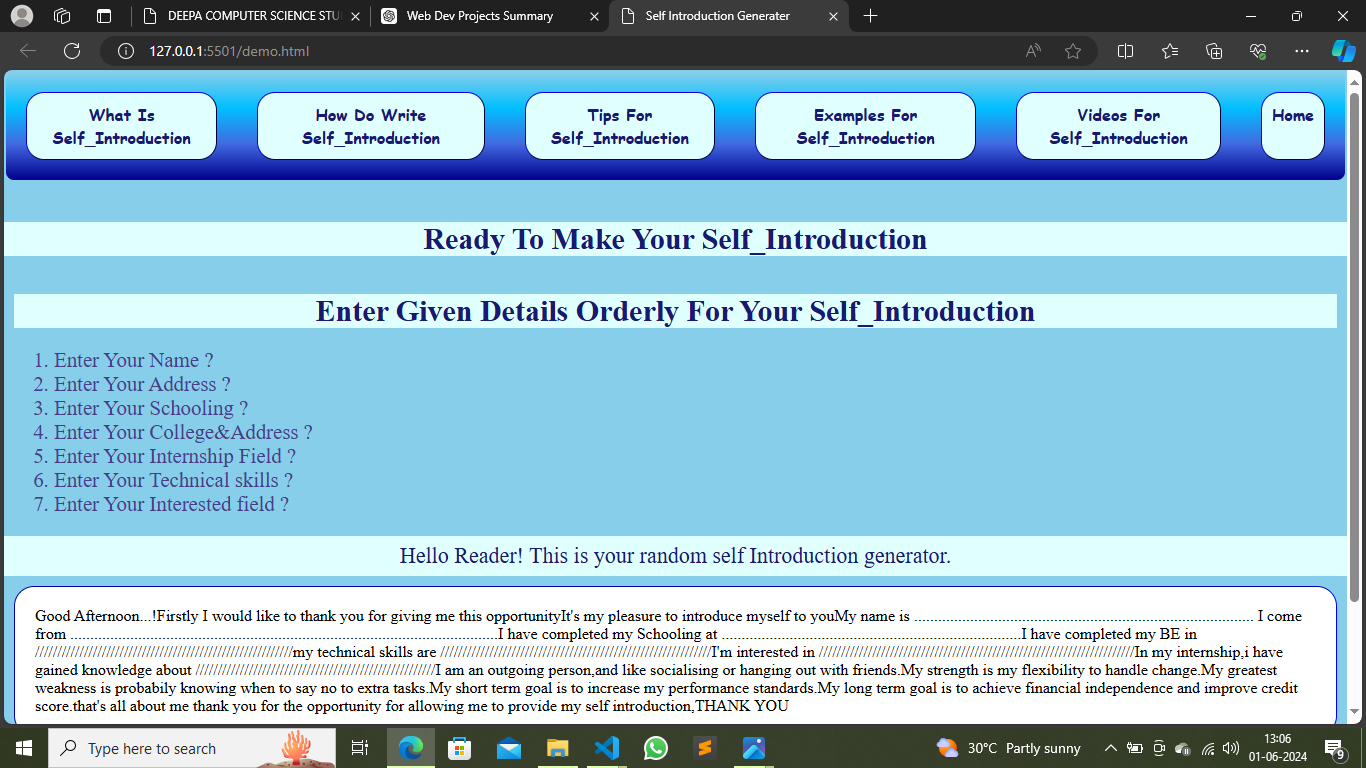 DEEPA COMPUTER SCIENCE STU
Web Dev Projects Summary
Self Introduction Generater
127.0.0.1:5501/demo.html
What Is
Self_Introduction
How Do Write
Self_Introduction
Tips For
Self_Introduction
Examples For
Self_Introduction
Videos For
Self_Introduction
Home
Ready To Make Your Self_Introduction
Enter Given Details Orderly For Your Self_Introduction
1. Enter Your Name ?
2. Enter Your Address ?
3. Enter Your Schooling ?
4. Enter Your College&Address ?
5. Enter Your Internship Field ?
6. Enter Your Technical skills ?
7. Enter Your Interested field ?
Hello Reader! This is your random self Introduction generator.
Good Afternoon...!Firstly I would like to thank you for giving me this opportunityIt's my pleasure to introduce myself to youMy name is ..................................................................................... I come
from ...........................................................................................................I have completed my Schooling at ...........................................................................I have completed my BE in
////////////////////////////////////////////////////////my technical skills are ///////////////////////////////////////////////////////////I'm interested in /////////////////////////////////////////////////////////////////////In my internship,i have
gained knowledge about ////////////////////////////////////////////////////I am an outgoing person,and like socialising or hanging out with friends.My strength is my flexibility to handle change.My greatest
weakness is probabily knowing when to say no to extra tasks.My short term goal is to increase my performance standards.My long term goal is to achieve financial independence and improve credit
score.that's all about me thank you for the opportunity for allowing me to provide my self introduction,THANK YOU
Type here to search
30°C Partly sunny
13:06
01-06-2024
9